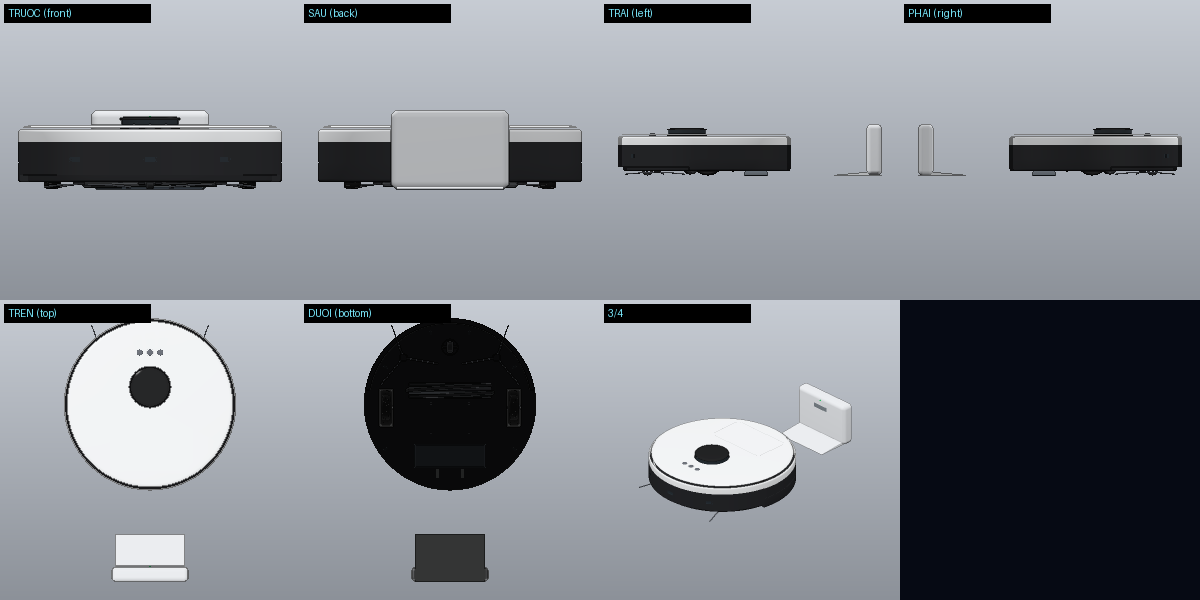 TRUOC (front)
SAU (back)
TRAI (left)
PHAI (right)
TREN (top)
DUOI (bottom)
3/4